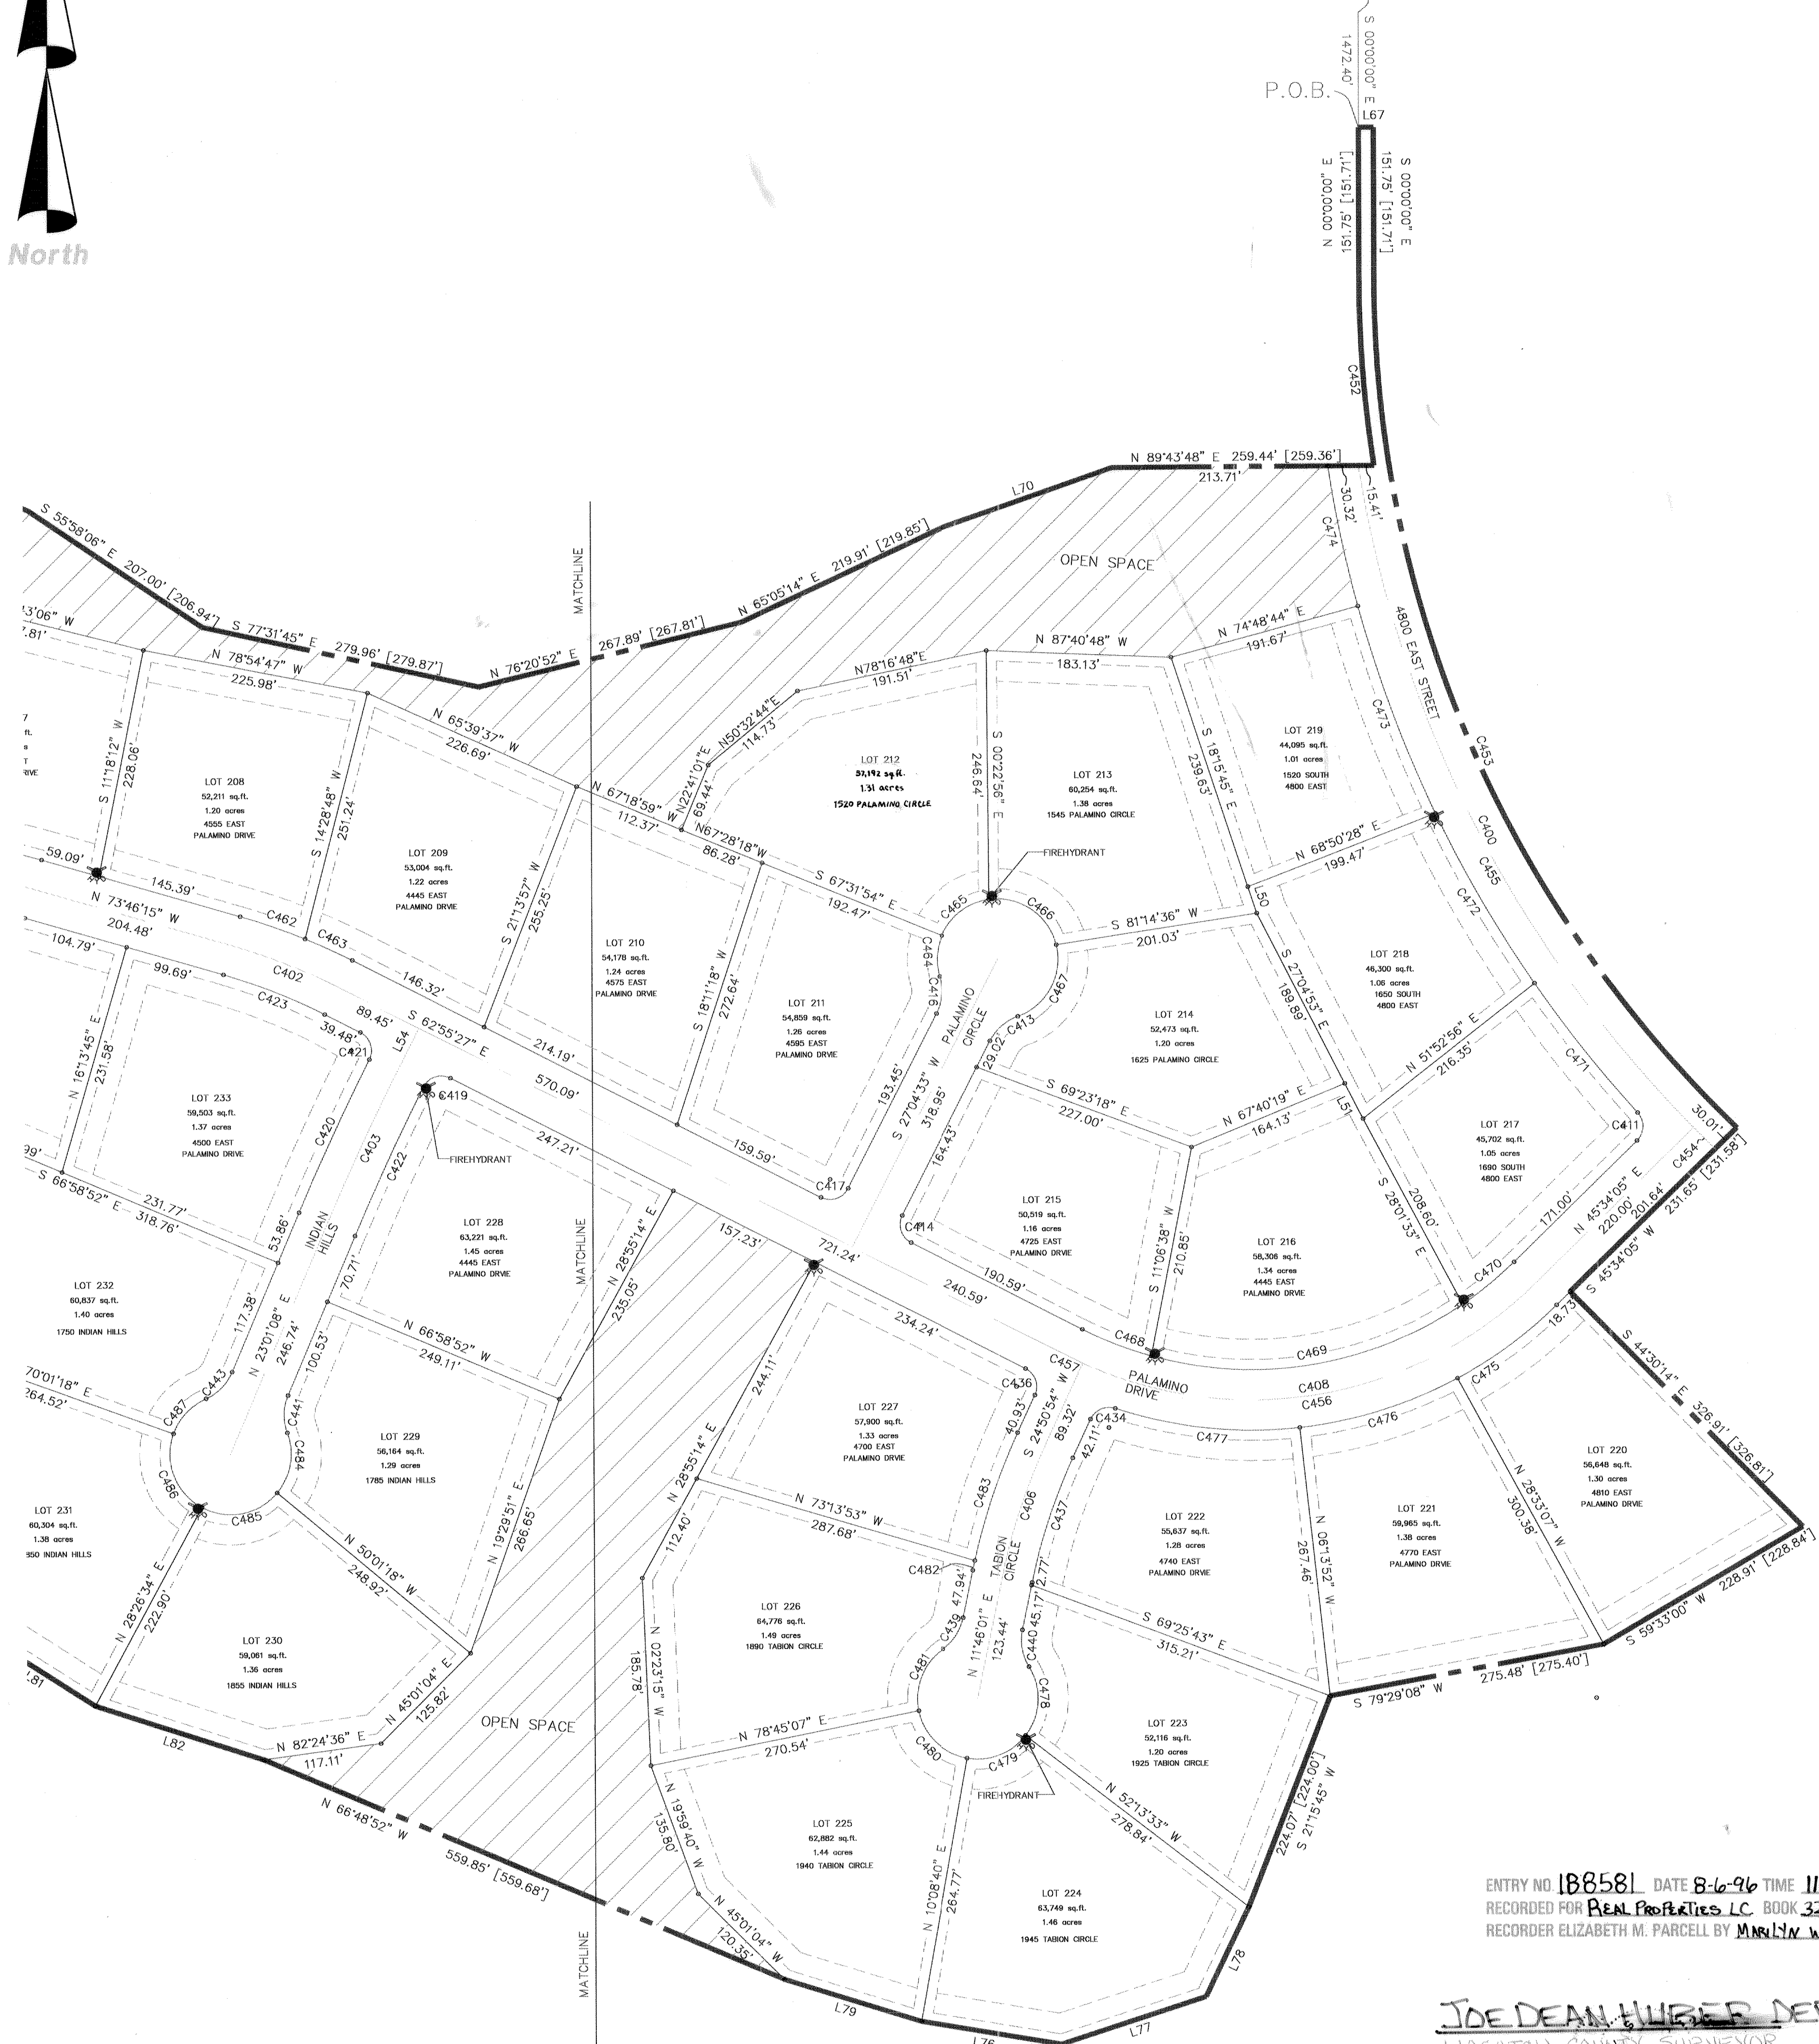 North
S 00°00'00" E
1472.40'
P.O.B.
L67
S 00°00'00" E
151.75' [151.71']
N 00°00'00" E
151.75' [151.71']
C452
N 89°43'48" E 259.44' [259.36']
213.71'
15.41'
30.32'
C474
L70
OPEN SPACE
4800 EAST STREET
C453
C400
C455
MATCHLINE
N 65°05'14" E 219.91' [219.85']
S 55°58'06" E 207.00' [206.94']
S 77°31'45" E 279.96' [279.87']
N 76°20'52" E 267.89' [267.81']
N 78°54'47" W
225.98'
N 65°39'37" W
226.69'
N 67°18'59" W
112.37'
N22°41'01"E
69.44'
N50°32'44"E
114.73'
N78°16'48"E
191.51'
N 87°40'48" W
183.13'
N 74°48'44" E
191.67'
C473
S 11°18'12" W
228.06'
LOT 208
52,211 sq.ft.
1.20 acres
4555 EAST
PALAMINO DRIVE
S 14°28'48" W
251.24'
LOT 209
53,004 sq.ft.
1.22 acres
4445 EAST
PALAMINO DRVIE
S 21°13'57" W
255.25'
LOT 210
54,178 sq.ft.
1.24 acres
4575 EAST
PALAMINO DRVIE
S 18°11'18" W
272.64'
LOT 211
54,859 sq.ft.
1.26 acres
4595 EAST
PALAMINO DRVIE
N67°28'18"W
86.28'
S 67°31'54" E
192.47'
LOT 212
57,192 sq.ft.
1.31 acres
1520 PALAMINO CIRCLE
S 00°22'56" E
246.64'
LOT 213
60,254 sq.ft.
1.38 acres
1545 PALAMINO CIRCLE
FIREHYDRANT
S 18°15'45" E
239.63'
LOT 219
44,095 sq.ft.
1.01 acres
1520 SOUTH
4800 EAST
N 68°50'28" E
199.47'
L50
C472
C465
C466
C464
C416
C467
C413
29.02'
S 81°14'36" W
201.03'
S 27°04'53" E
189.89'
LOT 214
52,473 sq.ft.
1.20 acres
1625 PALAMINO CIRCLE
LOT 218
46,300 sq.ft.
1.06 acres
1650 SOUTH
4800 EAST
N 51°52'56" E
216.35'
C471
PALAMINO
CIRCLE
193.45'
S 27°04'33" W
318.95'
164.43'
S 69°23'18" E
227.00'
N 67°40'19" E
164.13'
L51
LOT 217
45,702 sq.ft.
1.05 acres
1690 SOUTH
4800 EAST
C411
30.01'
C454
171.00'
N 45°34'05" E
220.00'
201.64'
S 45°34'05" W 231.65' [231.58']
59.09'
145.39'
C462
C463
146.32'
N 73°46'15" W
204.48'
104.79'
99.69'
C402
C423
39.48'
89.45'
C421
L54
S 62°55'27" E
570.09'
214.19'
159.59'
C417
N 16°13'45" E
231.58'
LOT 233
59,503 sq.ft.
1.37 acres
4500 EAST
PALAMINO DRIVE
C420
C403
C422
C419
FIREHYDRANT
247.21'
S 66°58'52" E
318.76'
231.77'
53.86'
INDIAN
HILLS
70.71'
LOT 228
63,221 sq.ft.
1.45 acres
4445 EAST
PALAMINO DRVIE
MATCHLINE
N 28°55'14" E
235.05'
157.23'
721.24'
C414
LOT 215
50,519 sq.ft.
1.16 acres
4725 EAST
PALAMINO DRVIE
190.59'
240.59'
S 11°06'38" W
210.85'
LOT 216
58,306 sq.ft.
1.34 acres
4445 EAST
PALAMINO DRVIE
S 28°01'33" E
208.60'
C470
18.73'
C468
C469
C457
C408
C456
PALAMINO
DRIVE
C475
C476
C477
C434
S 44°30'14" E 326.91' [326.81']
LOT 232
60,837 sq.ft.
1.40 acres
1750 INDIAN HILLS
117.38'
N 23°01'08" E
246.74'
100.53'
N 66°58'52" W
249.11'
C443
C487
C441
C484
C486
C485
LOT 229
56,164 sq.ft.
1.29 acres
1785 INDIAN HILLS
N 19°29'51" E
266.65'
N 50°01'18" W
248.92'
LOT 231
60,304 sq.ft.
1.38 acres
N 28°26'34" E
222.90'
LOT 230
59,061 sq.ft.
1.36 acres
1855 INDIAN HILLS
N 45°01'04" E
125.82'
N 82°24'36" E
117.11'
L82
OPEN SPACE
N 66°48'52" W
559.85' [559.68']
234.24'
C436
40.93'
244.11'
LOT 227
57,900 sq.ft.
1.33 acres
4700 EAST
PALAMINO DRVIE
N 28°55'14" E
112.40'
N 73°13'53" W
287.68'
C483
C406
C437
S 24°50'54" W
89.32'
42.11'
TABION
CIRCLE
C482
47.94'
2.77'
45.17'
C439
C440
N 11°46'01" E
123.44'
LOT 222
55,637 sq.ft.
1.28 acres
4740 EAST
PALAMINO DRVIE
N 06°13'52" W
267.46'
LOT 221
59,965 sq.ft.
1.38 acres
4770 EAST
PALAMINO DRVIE
N 28°33'07" W
300.38'
LOT 220
56,648 sq.ft.
1.30 acres
4810 EAST
PALAMINO DRVIE
S 59°33'00" W 228.91' [228.84']
S 79°29'08" W 275.48' [275.40']
S 69°25'43" E
315.21'
LOT 226
64,776 sq.ft.
1.49 acres
1890 TABION CIRCLE
N 02°23'15" W
185.78'
C481
C478
C480
C479
N 78°45'07" E
270.54'
LOT 223
52,116 sq.ft.
1.20 acres
1925 TABION CIRCLE
FIREHYDRANT
N 52°13'33" W
278.84'
224.07' [224.00']
S 21°15'45" W
N 19°59'40" W
135.80'
LOT 225
62,882 sq.ft.
1.44 acres
1940 TABION CIRCLE
N 10°08'40" E
264.77'
LOT 224
63,749 sq.ft.
1.46 acres
1945 TABION CIRCLE
N 45°01'04" W
120.35'
MATCHLINE
L79
L76
L77
L78
ENTRY NO. 188581 DATE 8-6-96 TIME 11
RECORDED FOR REAL PROPERTIES LC BOOK 32
RECORDER ELIZABETH M. PARCELL BY MARILYN
JOE DEAN HUBER
COUNTY SURVEYOR